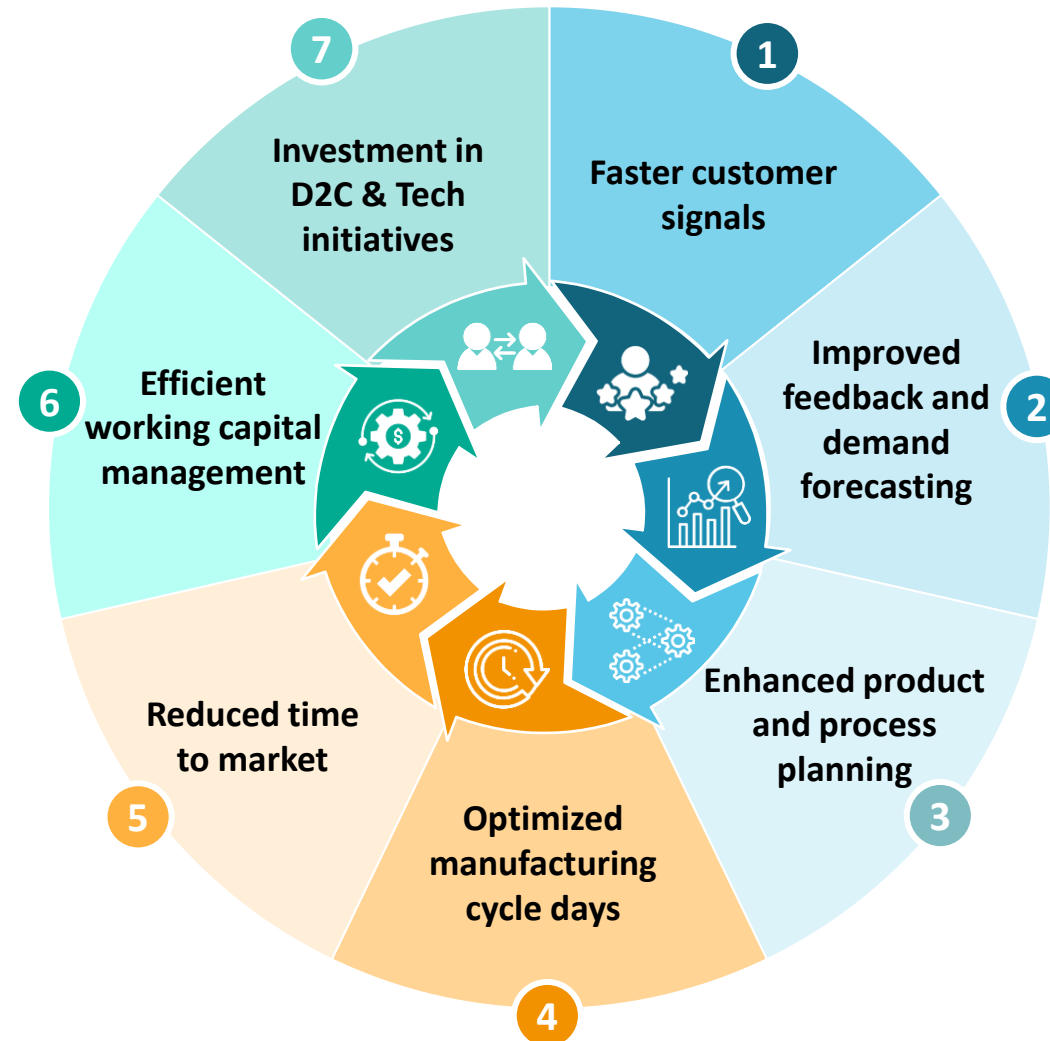 1
Faster customer
signals
2
Improved
feedback and
demand
forecasting
3
Enhanced product
and process
planning
4
Optimized
manufacturing
cycle days
5
Reduced time
to market
6
Efficient
working capital
management
$
7
Investment in
D2C & Tech
initiatives